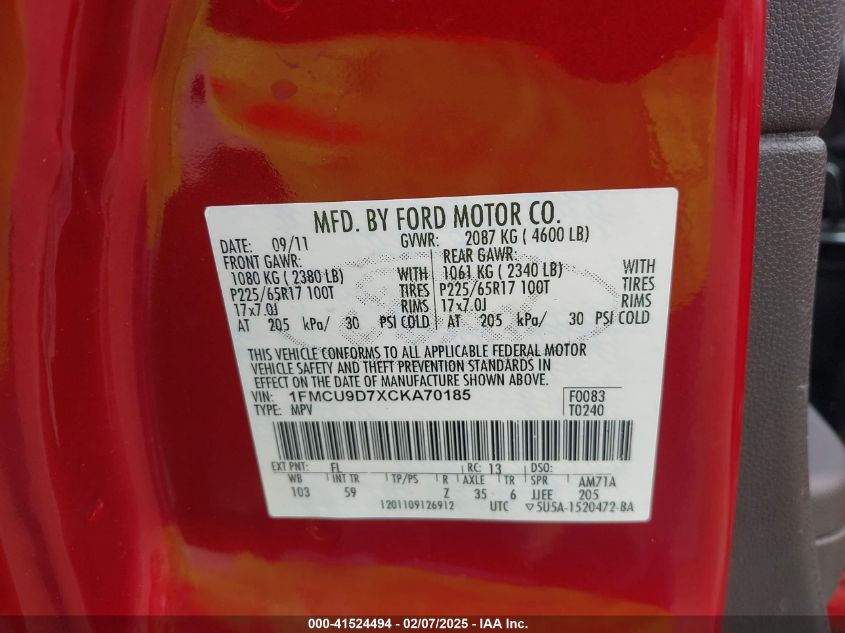 MFD. BY FORD MOTOR CO.
DATE: 09/11 GVWR: 2087 KG ( 4600 LB)
FRONT GAWR: REAR GAWR:
1080 KG ( 2380 LB) WITH 1061 KG ( 2340 LB) WITH
P225/65R17 100T TIRES P225/65R17 100T TIRES
17x7.0J RIMS 17x7.0J RIMS
AT 205 kPa/ 30 PSI COLD AT 205 kPa/ 30 PSI COLD
THIS VEHICLE CONFORMS TO ALL APPLICABLE FEDERAL MOTOR
VEHICLE SAFETY AND THEFT PREVENTION STANDARDS IN
EFFECT ON THE DATE OF MANUFACTURE SHOWN ABOVE.
VIN: 1FMCU9D7XCKA70185 F0083
TYPE: MPV T0240
EXT PNT: FL RC: 13 DSO:
WB INT TR TP/PS R AXLE TR SPR AM71A
103 59 Z 35 6 JJEE 205
1201109126912 UTC ▽5U5A-1520472-BA
000-41524494 - 02/07/2025 - IAA Inc.